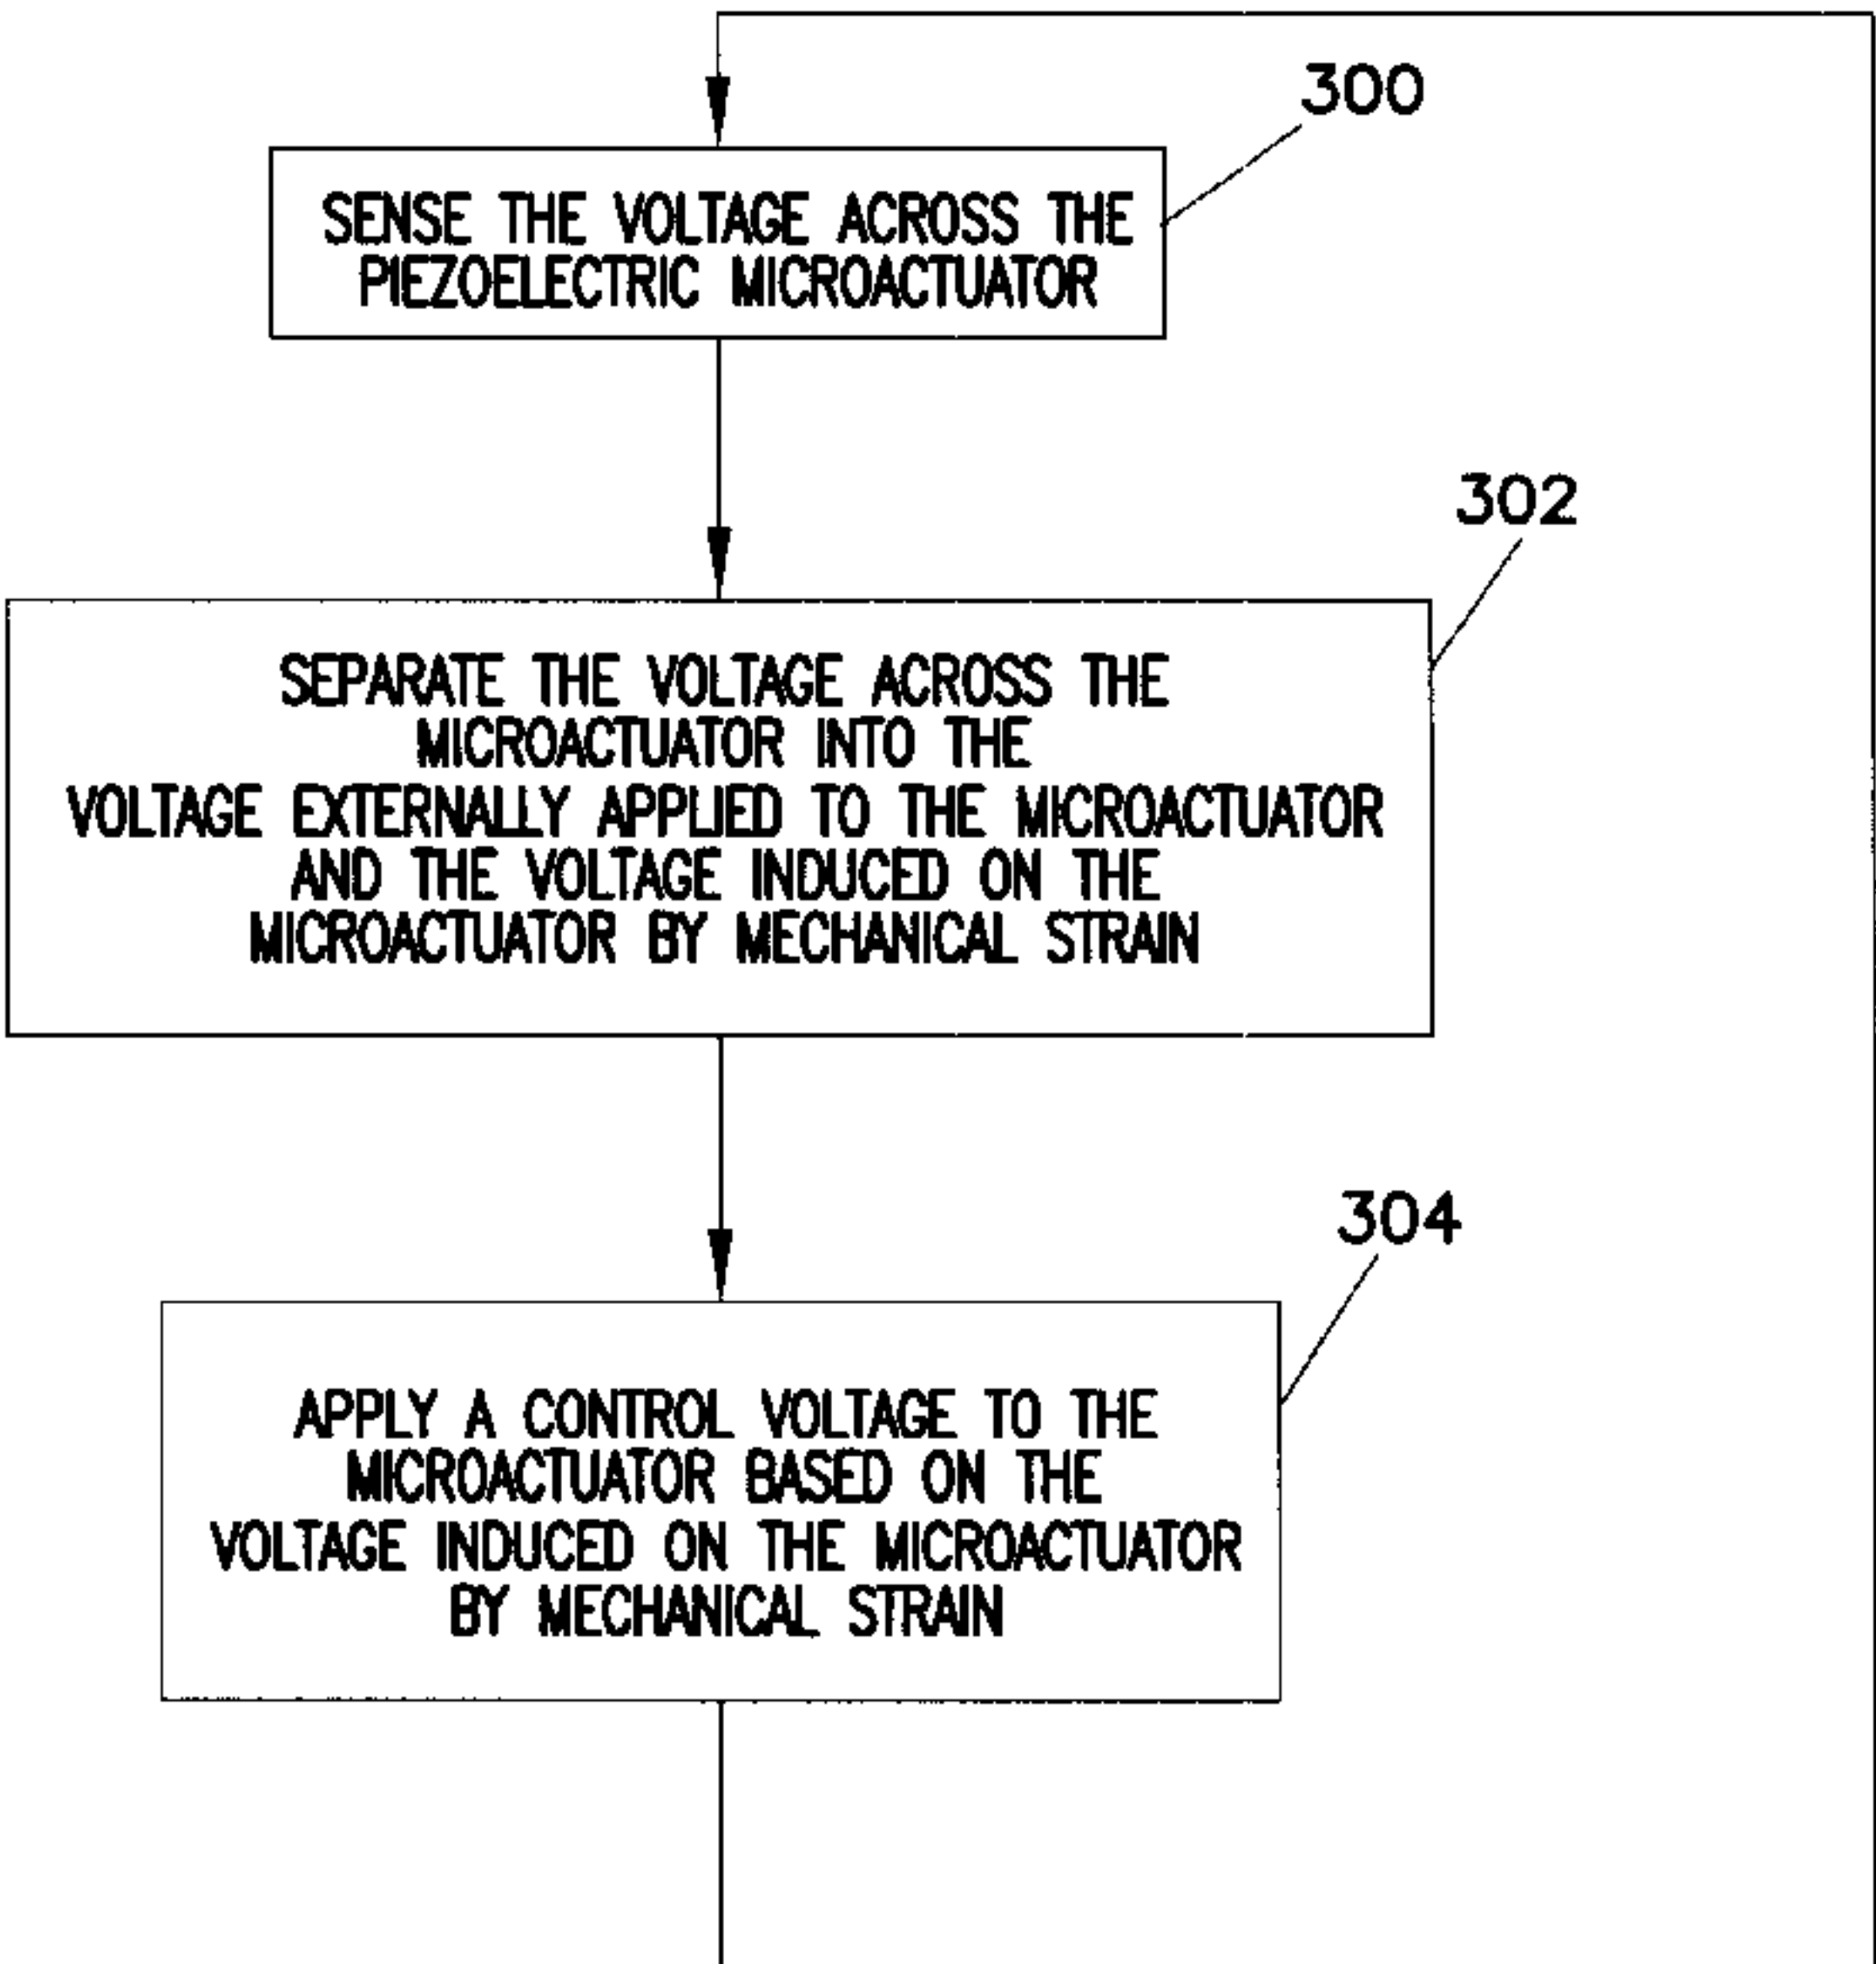 300
SENSE THE VOLTAGE ACROSS THE
PIEZOELECTRIC MICROACTUATOR
302
SEPARATE THE VOLTAGE ACROSS THE
MICROACTUATOR INTO THE
VOLTAGE EXTERNALLY APPLIED TO THE MICROACTUATOR
AND THE VOLTAGE INDUCED ON THE
MICROACTUATOR BY MECHANICAL STRAIN
304
APPLY A CONTROL VOLTAGE TO THE
MICROACTUATOR BASED ON THE
VOLTAGE INDUCED ON THE MICROACTUATOR
BY MECHANICAL STRAIN